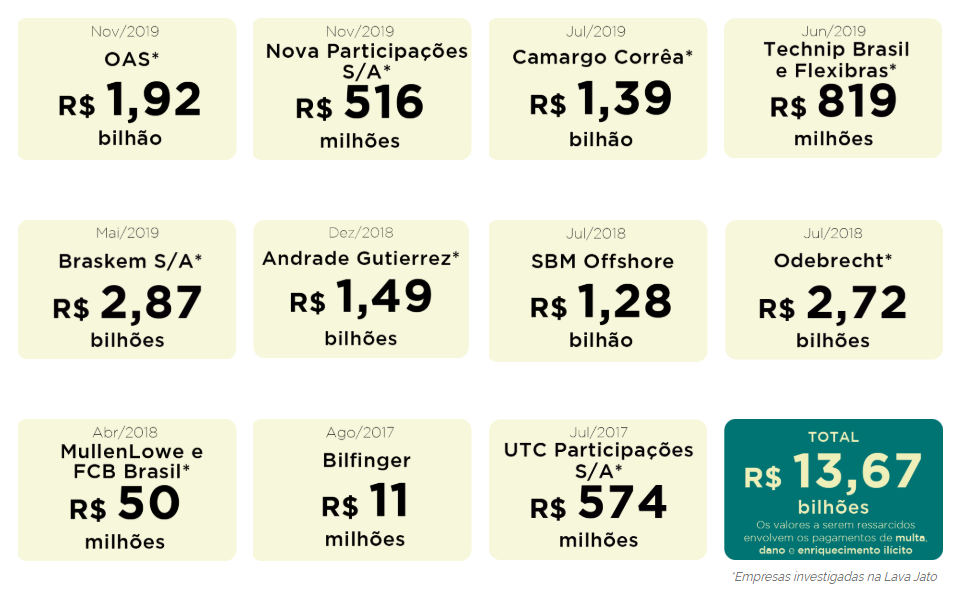 Nov/2019
OAS*
R$ 1,92
bilhão
Nov/2019
Nova Participações
S/A*
R$ 516
milhões
Jul/2019
Camargo Corrêa*
R$ 1,39
bilhão
Jun/2019
Technip Brasil
e Flexibras*
R$ 819
milhões
Mai/2019
Braskem S/A*
R$ 2,87
bilhões
Dez/2018
Andrade Gutierrez*
R$ 1,49
bilhões
Jul/2018
SBM Offshore
R$ 1,28
bilhão
Jul/2018
Odebrecht*
R$ 2,72
bilhões
Abr/2018
MullenLowe e
FCB Brasil*
R$ 50
milhões
Ago/2017
Bilfinger
R$ 11
milhões
Jul/2017
UTC Participações
S/A*
R$ 574
milhões
TOTAL
R$ 13,67
bilhões
Os valores a serem ressarcidos
envolvem os pagamentos de multa,
dano e enriquecimento ilícito
*Empresas investigadas na Lava Jato